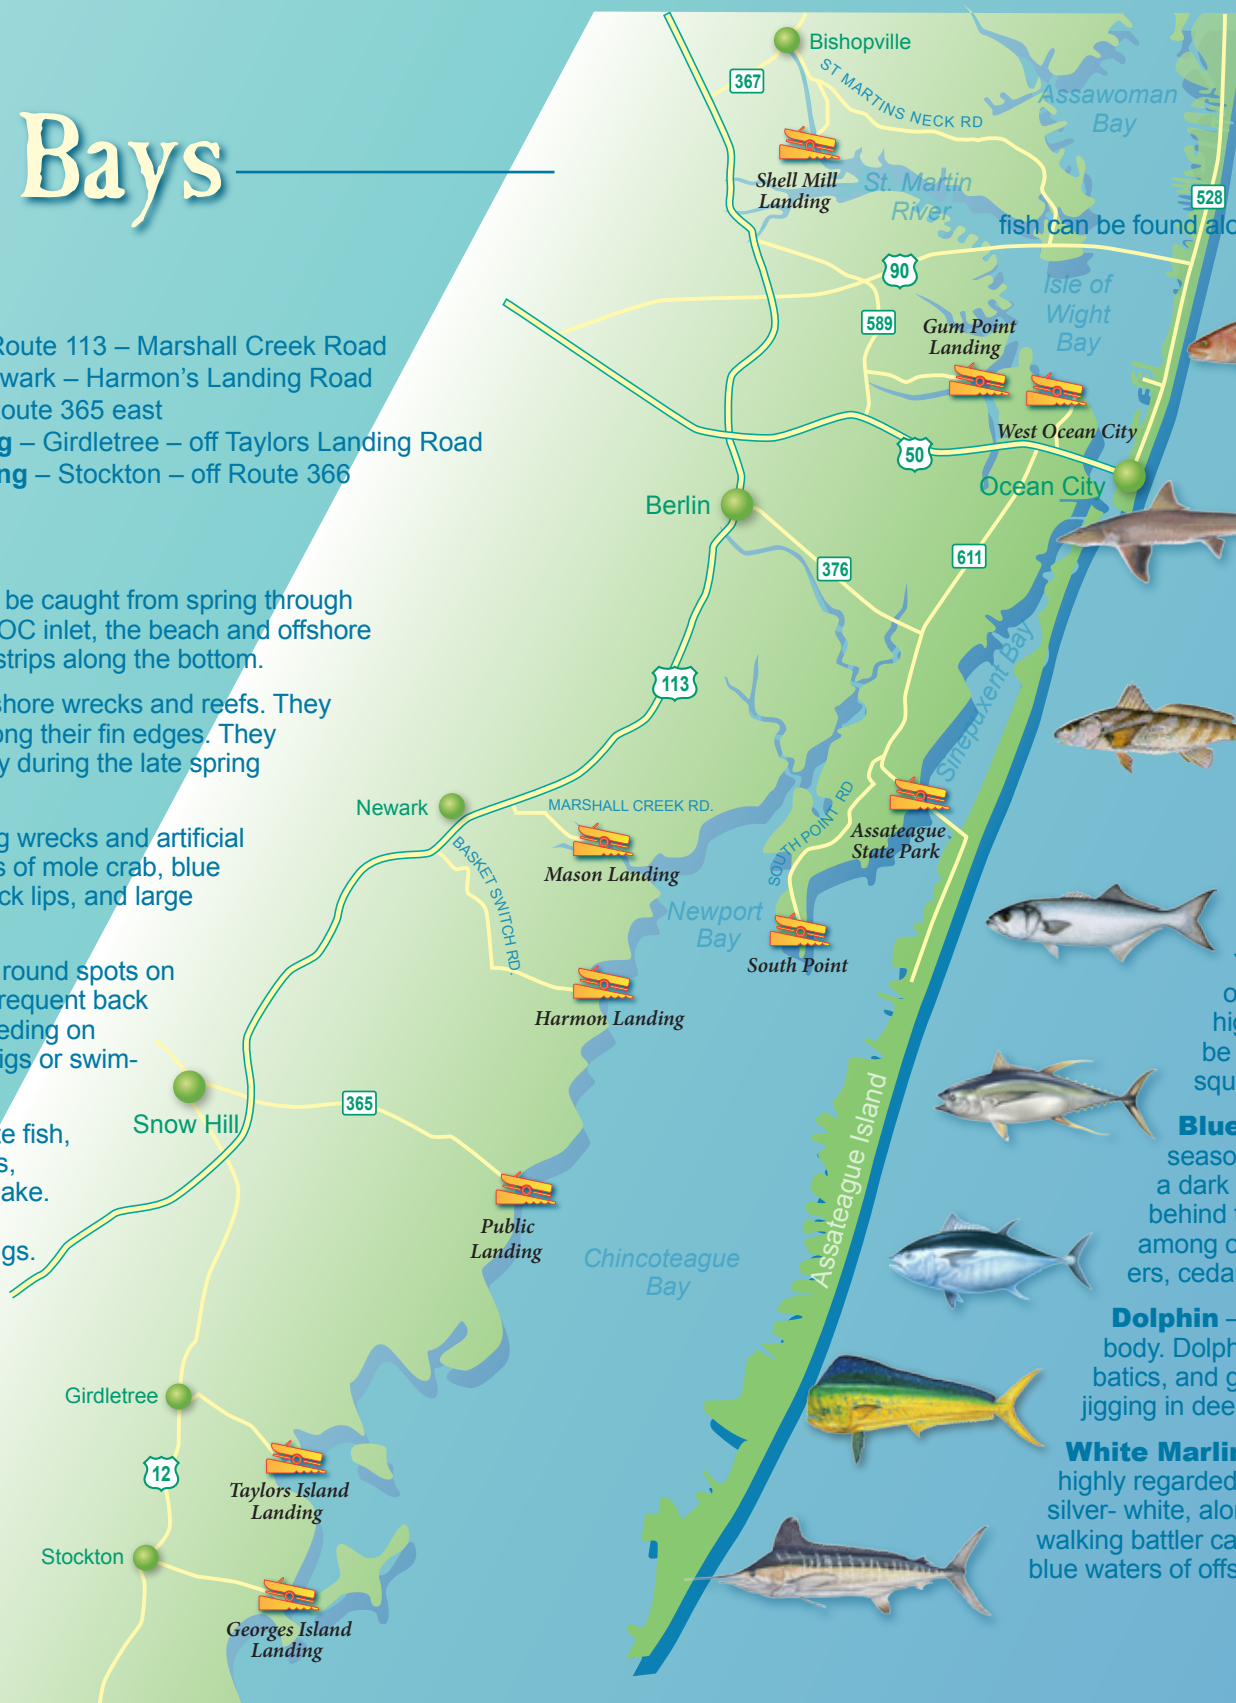 Bays
Route 113 – Marshall Creek Road
wark – Harmon's Landing Road
oute 365 east
g – Girdletree – off Taylors Landing Road
ng – Stockton – off Route 366
be caught from spring through
OC inlet, the beach and offshore
strips along the bottom.
shore wrecks and reefs. They
ong their fin edges. They
y during the late spring
g wrecks and artificial
s of mole crab, blue
ck lips, and large
round spots on
frequent back
eding on
igs or swim-
te fish,
s,
ake.
gs.
Bishopville
367
ST MARTINS NECK RD
Assawoman
Bay
Shell Mill
Landing
St. Martin
River
528
fish can be found alo
90
Isle of
Wight
Bay
589
Gum Point
Landing
West Ocean City
50
Ocean City
Berlin
376
611
113
Sinepuxent Bay
Newark
MARSHALL CREEK RD.
BASKET SWITCH RD.
Mason Landing
SOUTH POINT RD
Assateague
State Park
Newport
Bay
South Point
Harmon Landing
Snow Hill
365
Public
Landing
Chincoteague
Bay
Assateague Island
Girdletree
12
Taylors Island
Landing
Stockton
Georges Island
Landing
o
hig
be
squ
Blue
seaso
a dark
behind
among o
ers, ceda
Dolphin –
body. Dolph
batics, and g
jigging in dee
White Marlin
highly regarded
silver- white, alon
walking battler ca
blue waters of offs